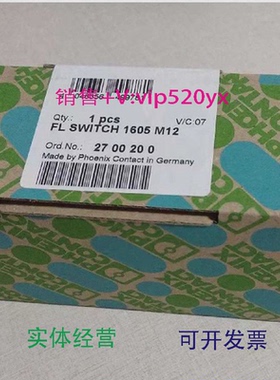 销售+V vip520yx
Qty.: 1 pcs V/C:07
FL SWITCH 1605 M12
Ord.No.: 27 00 20 0
Made by Phoenix Contact in Germany
实体经营
可开发票